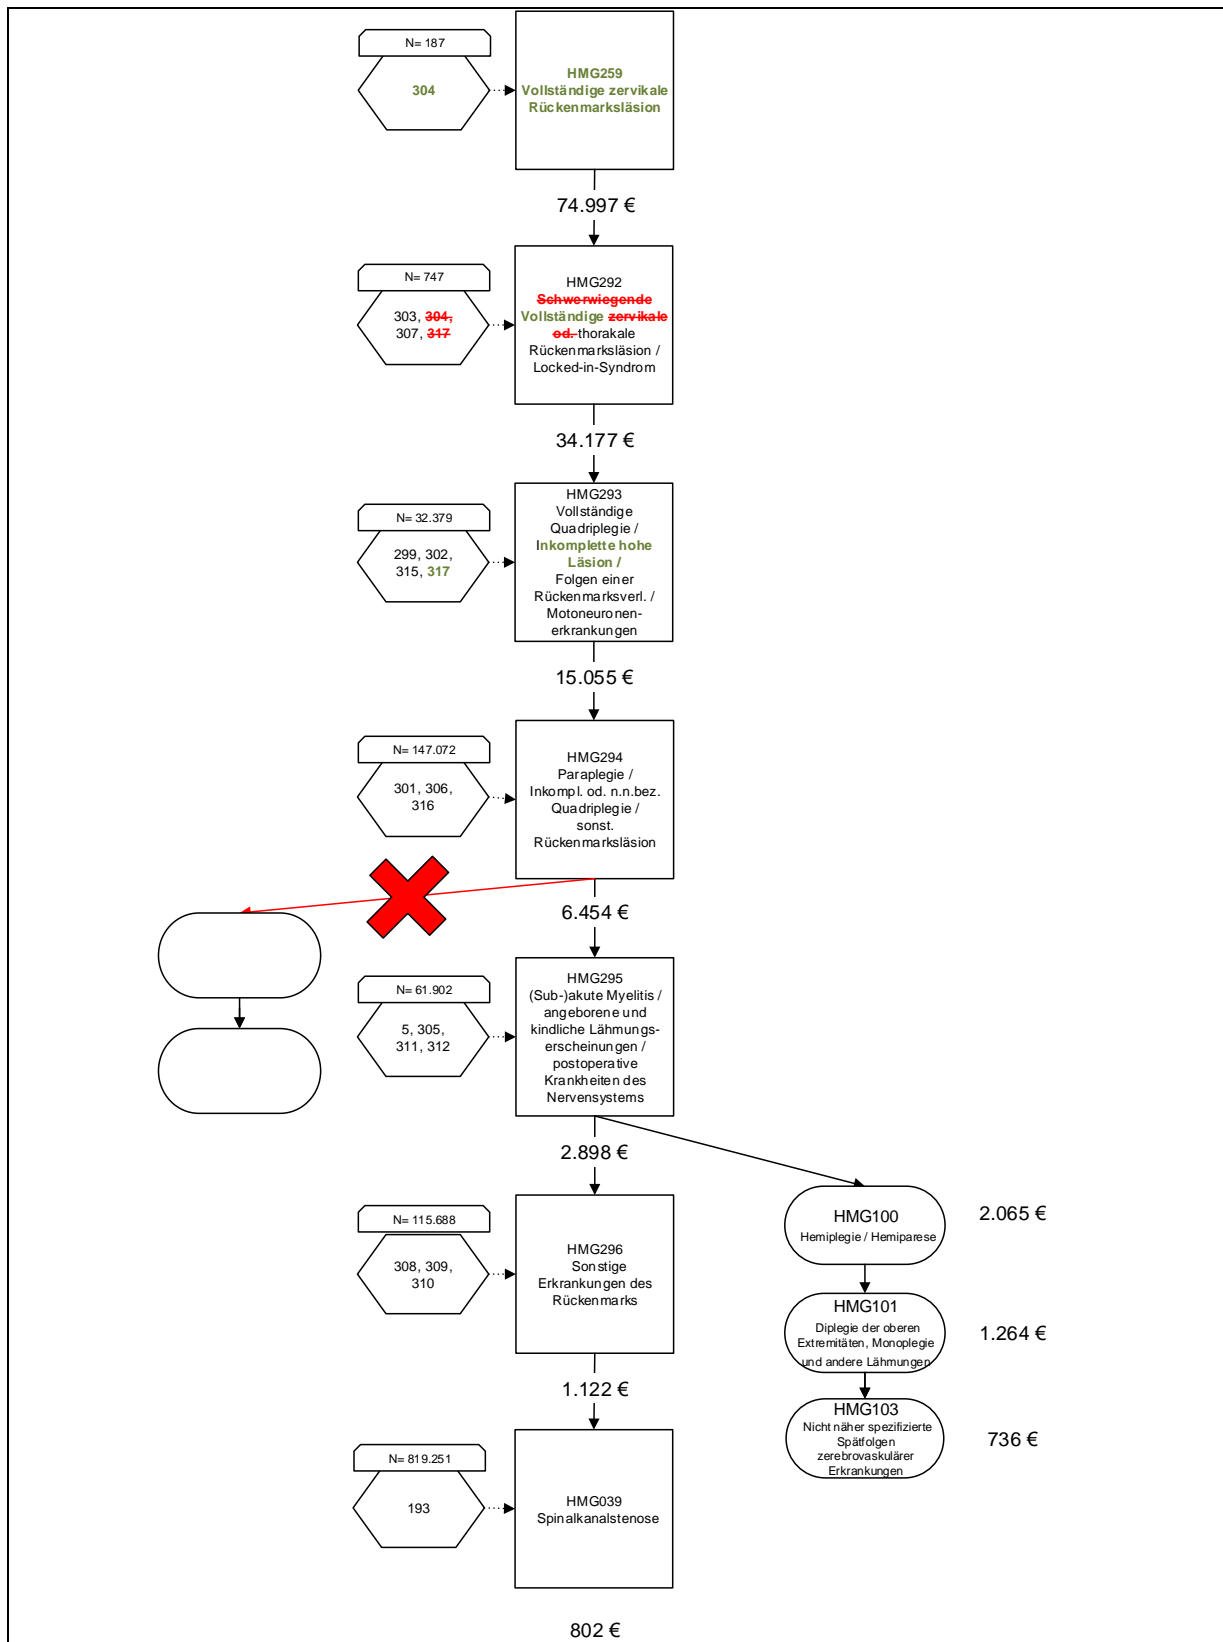 N= 187
304
HMG259
Vollständige zervikale
Rückenmarksläsion
74.997 €
N= 747
303, 304,
307, 317
HMG292
Schwerwiegende
Vollständige zervikale
od. thorakale
Rückenmarksläsion /
Locked-in-Syndrom
34.177 €
N= 32.379
299, 302,
315, 317
HMG293
Vollständige
Quadriplegie /
Inkomplette hohe
Läsion /
Folgen einer
Rückenmarksverl. /
Motoneuronen-
erkrankungen
15.055 €
N= 147.072
301, 306,
316
HMG294
Paraplegie /
Inkompl. od. n.n.bez.
Quadriplegie /
sonst.
Rückenmarksläsion
6.454 €
N= 61.902
5, 305,
311, 312
HMG295
(Sub-)akute Myelitis /
angeborene und
kindliche Lähmungs-
erscheinungen /
postoperative
Krankheiten des
Nervensystems
2.898 €
HMG100
Hemiplegie / Hemiparese
2.065 €
N= 115.688
308, 309,
310
HMG296
Sonstige
Erkrankungen des
Rückenmarks
HMG101
Diplegie der oberen
Extremitäten, Monoplegie
und andere Lähmungen
1.264 €
1.122 €
HMG103
Nicht näher spezifizierte
Spätfolgen
zerebrovaskulärer
Erkrankungen
736 €
N= 819.251
193
HMG039
Spinalkanalstenose
802 €